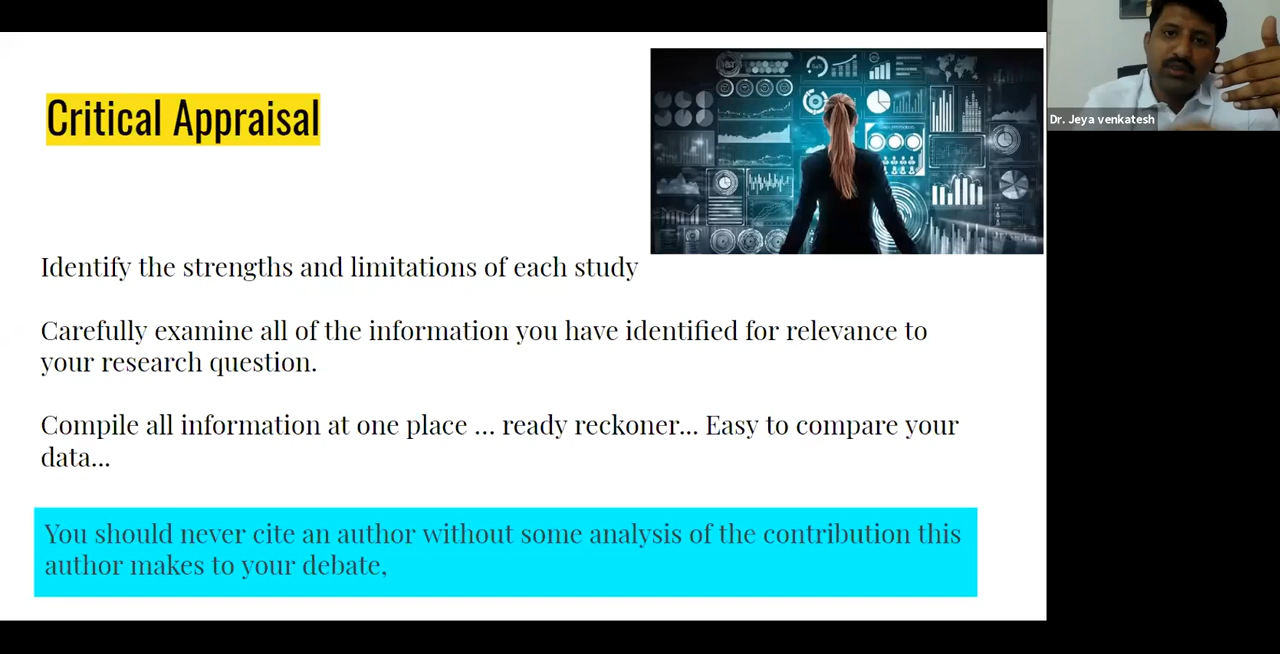 Critical Appraisal
Dr. Jeya venkatesh
Identify the strengths and limitations of each study
Carefully examine all of the information you have identified for relevance to
your research question.
Compile all information at one place ... ready reckoner... Easy to compare your
data...
You should never cite an author without some analysis of the contribution this
author makes to your debate,